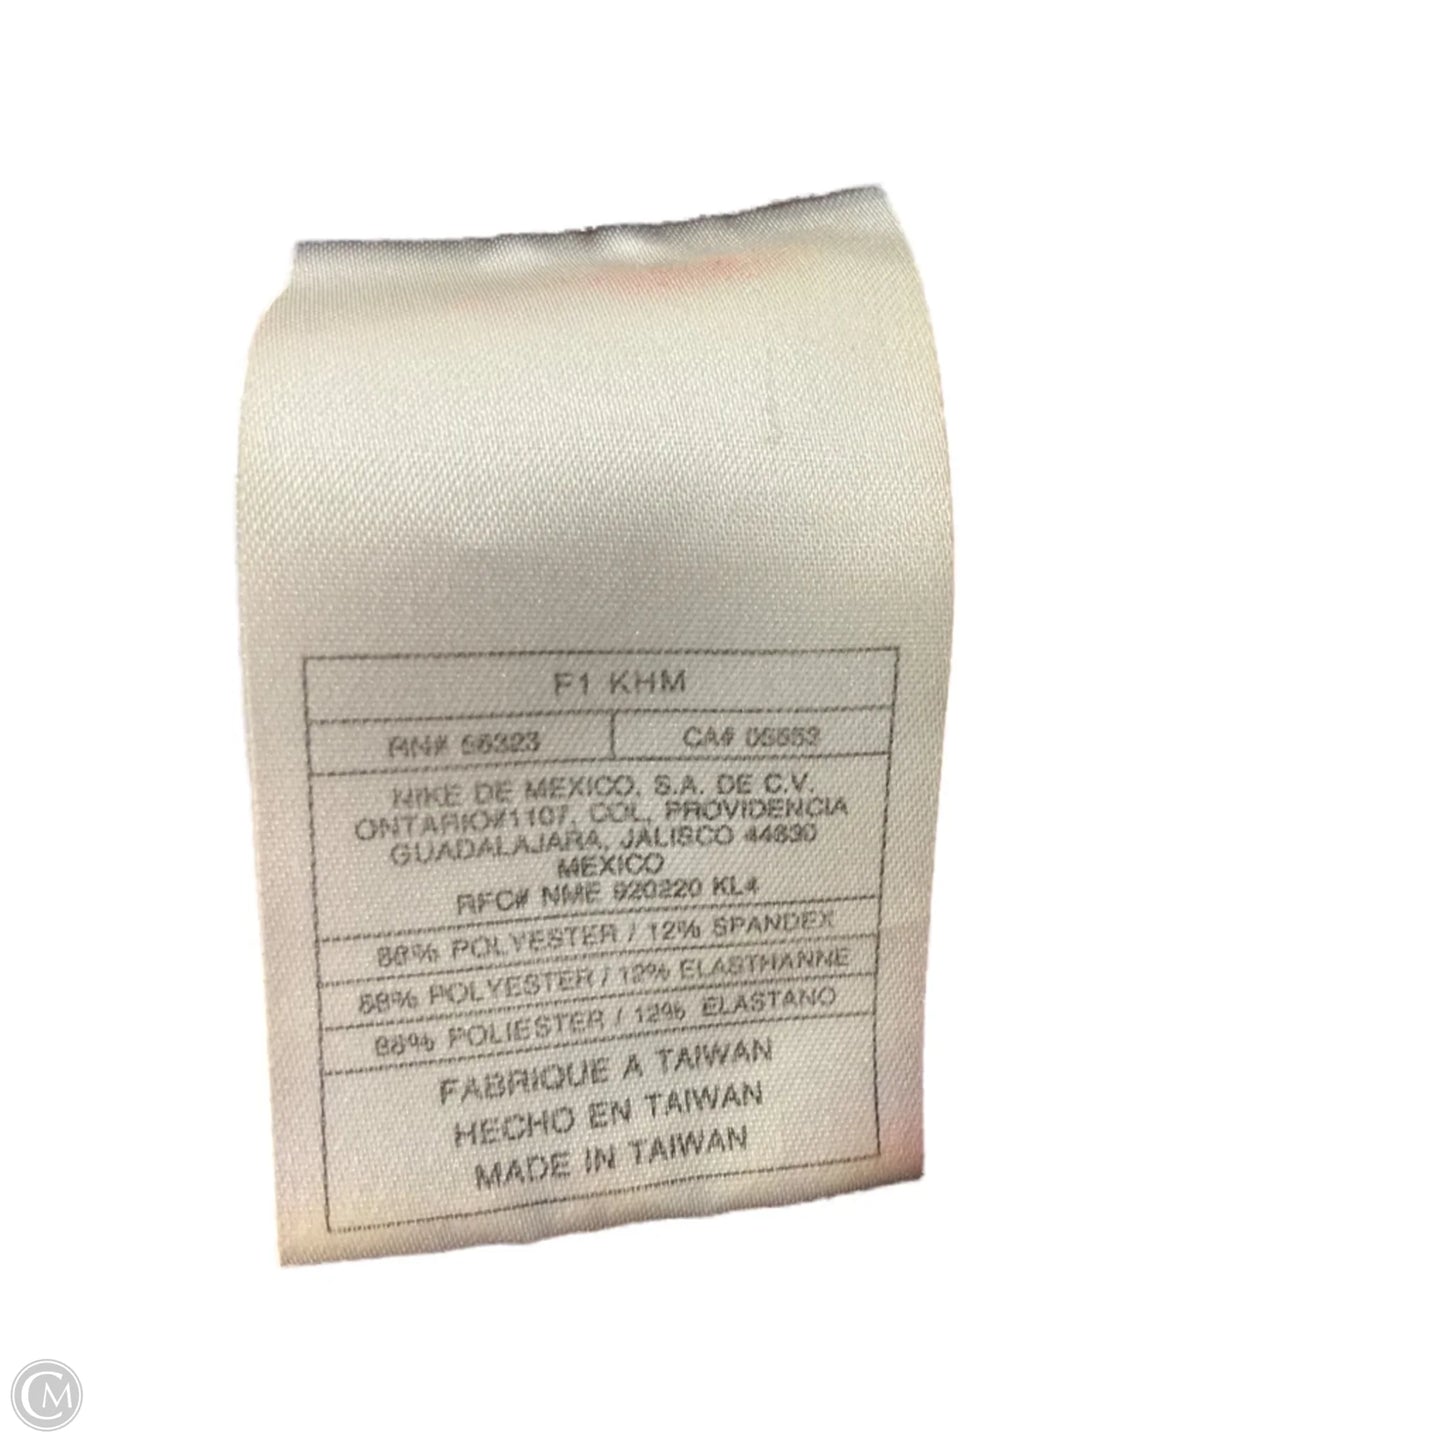 F1 KHM
RN# 56323 CA# 05553
NIKE DE MEXICO, S.A. DE C.V.
ONTARIO#1107, COL, PROVIDENCIA
GUADALAJARA, JALISCO 44630
MEXICO
RFC# NME 920220 KL4
88% POLYESTER / 12% SPANDEX
88% POLYESTER / 12% ELASTHANNE
88% POLIESTER / 12% ELASTANO
FABRIQUE A TAIWAN
HECHO EN TAIWAN
MADE IN TAIWAN
CM